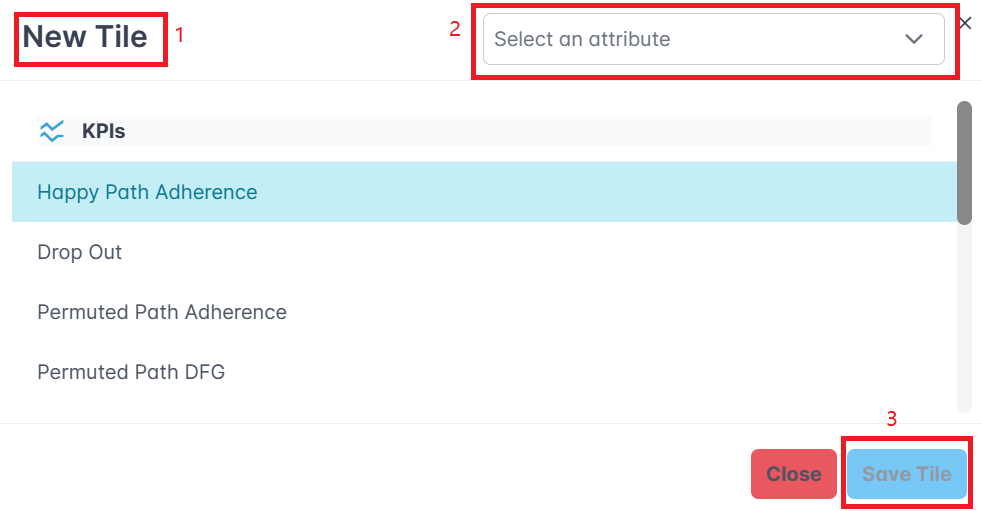 New Tile
1
2
Select an attribute
KPIs
Happy Path Adherence
Drop Out
Permuted Path Adherence
Permuted Path DFG
3
Close
Save Tile